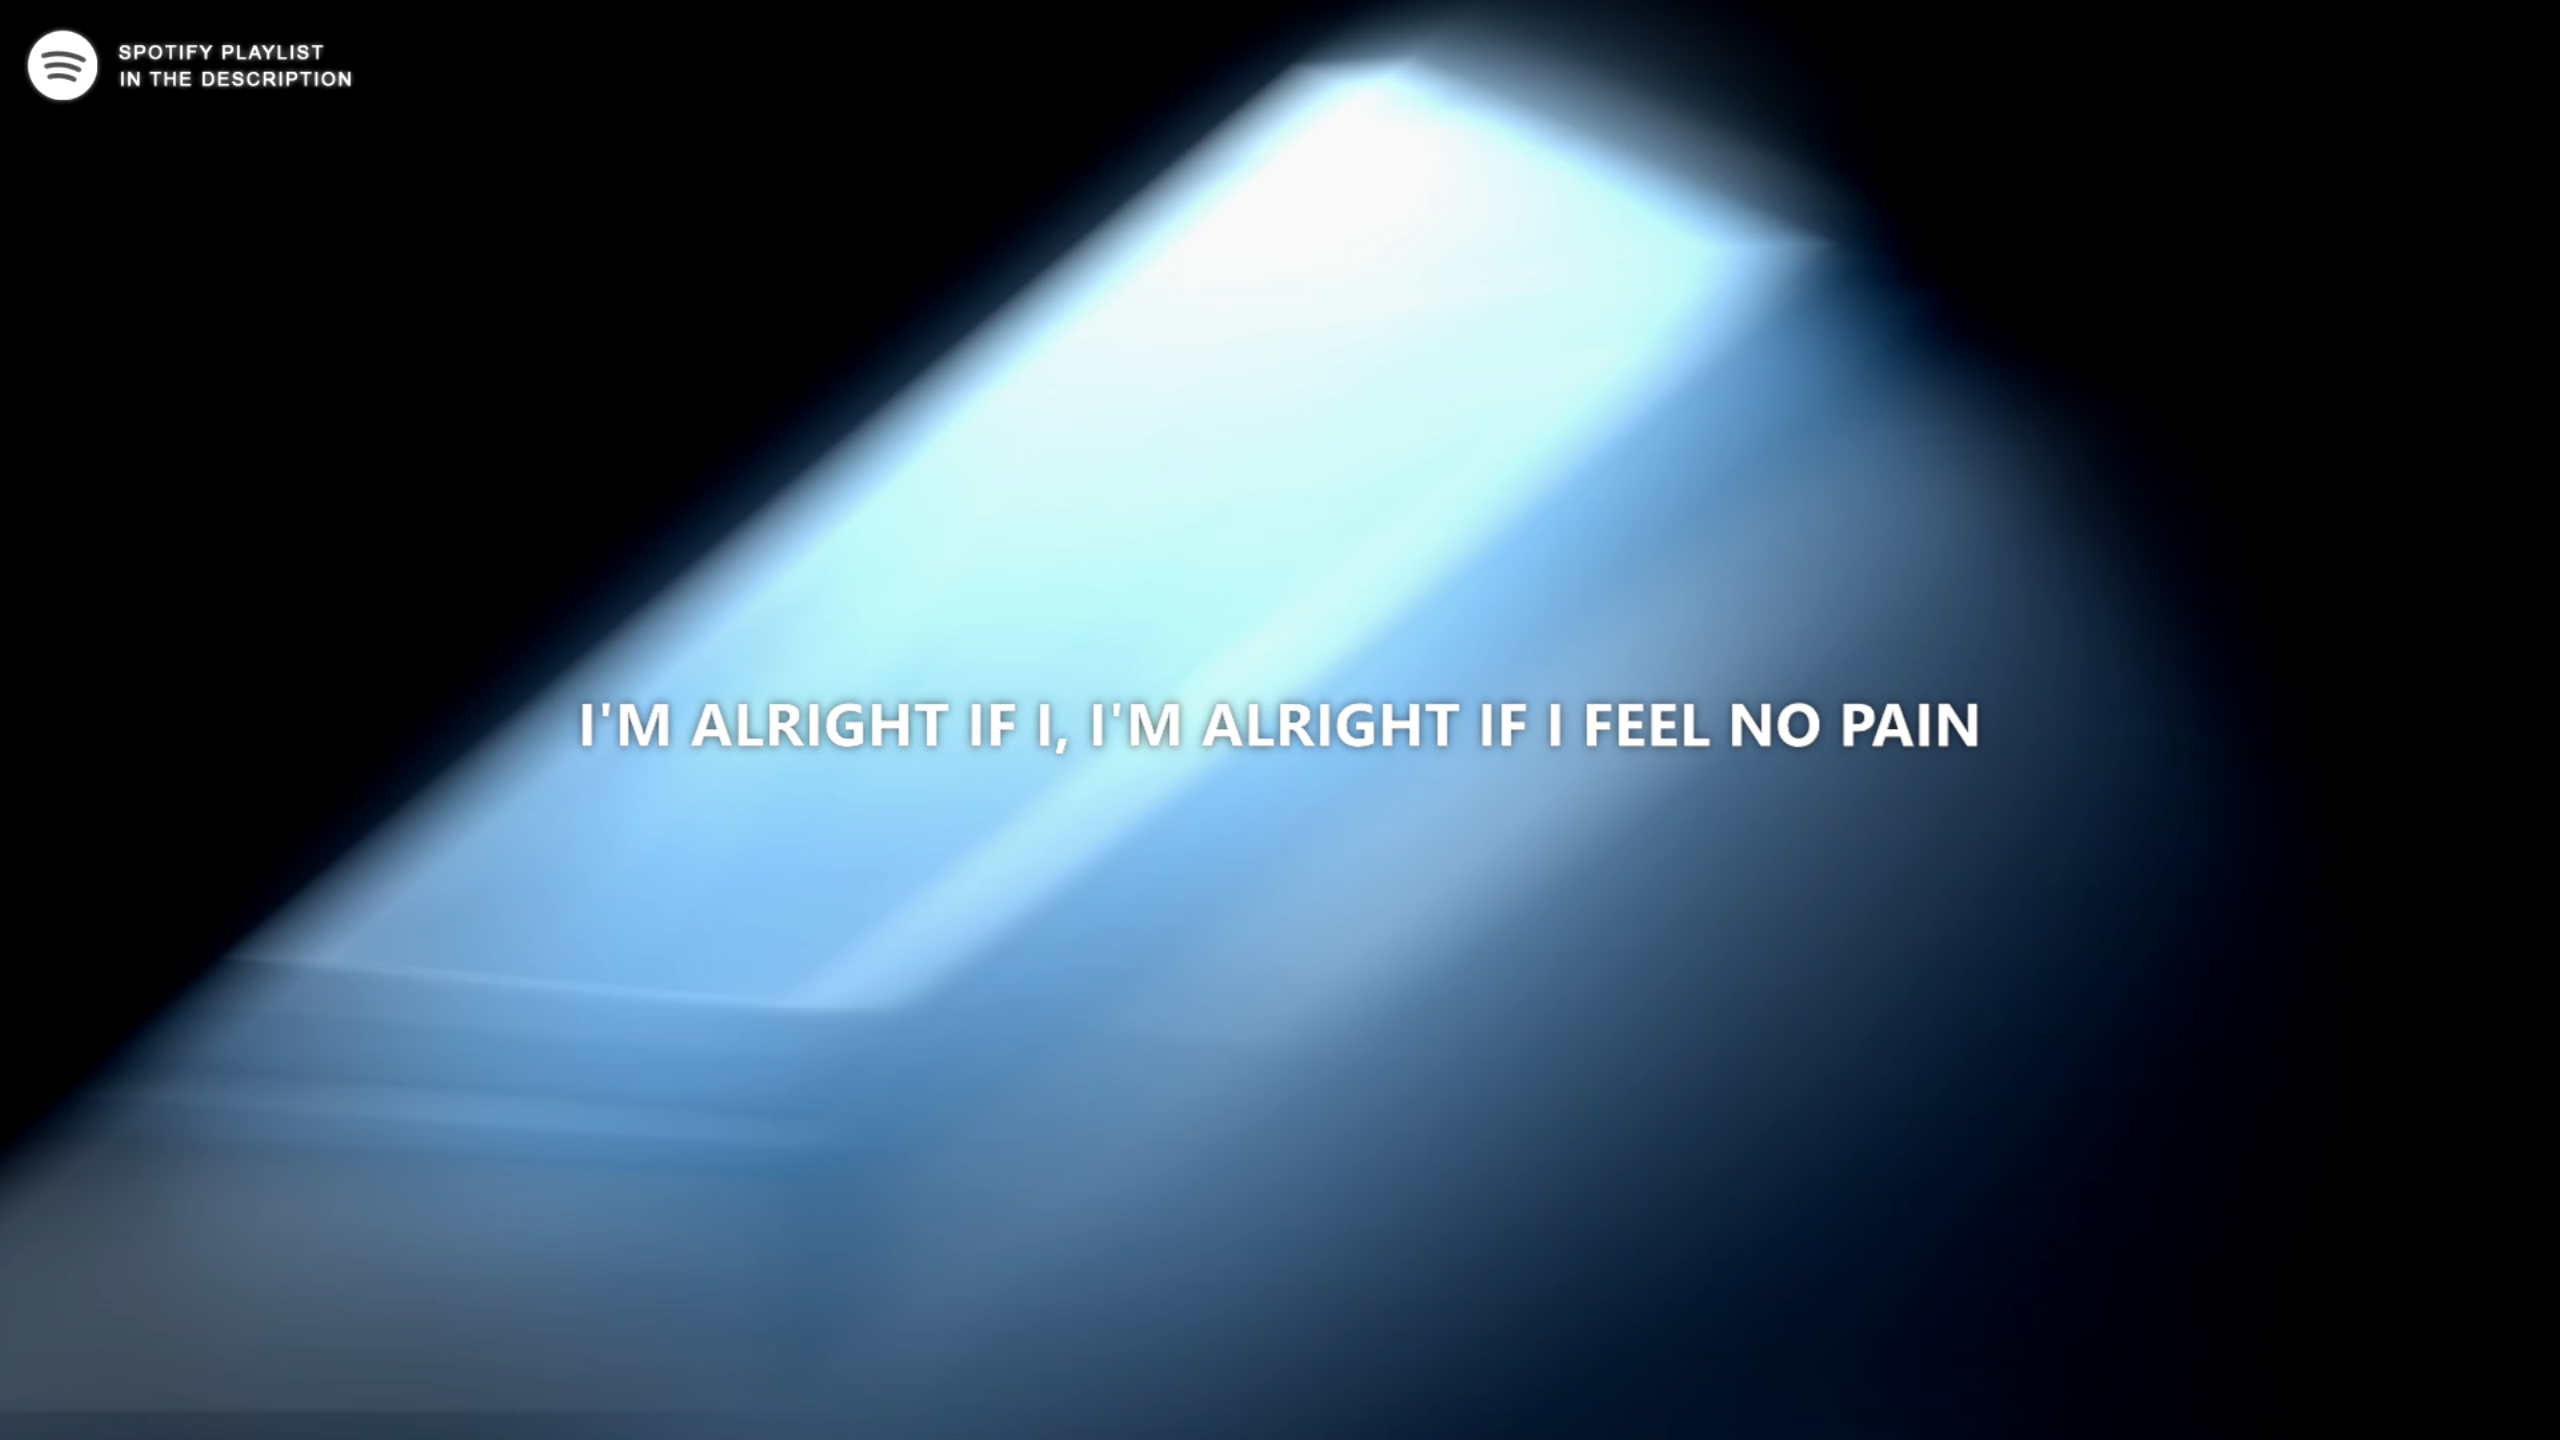 SPOTIFY PLAYLIST
IN THE DESCRIPTION
I'M ALRIGHT IF I, I'M ALRIGHT IF I FEEL NO PAIN